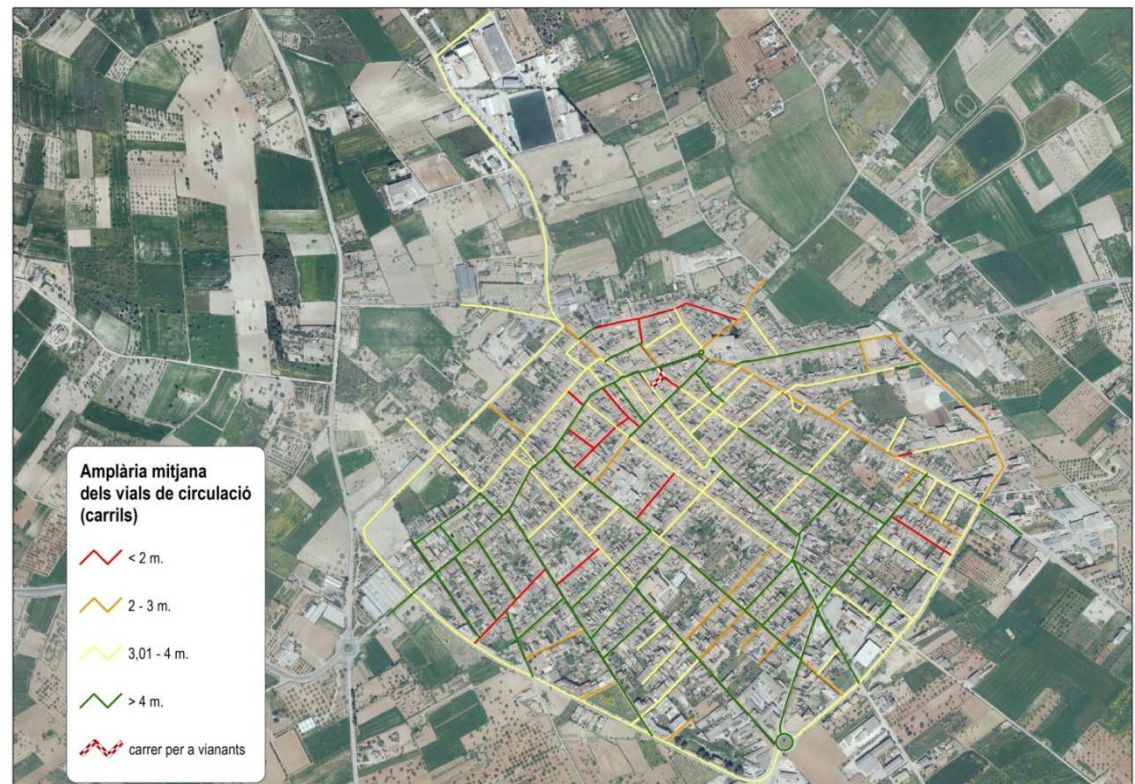 Amplària mitjana
dels vials de circulació
(carrils)
< 2 m.
2 - 3 m.
3,01 - 4 m.
> 4 m.
carrer per a vianants